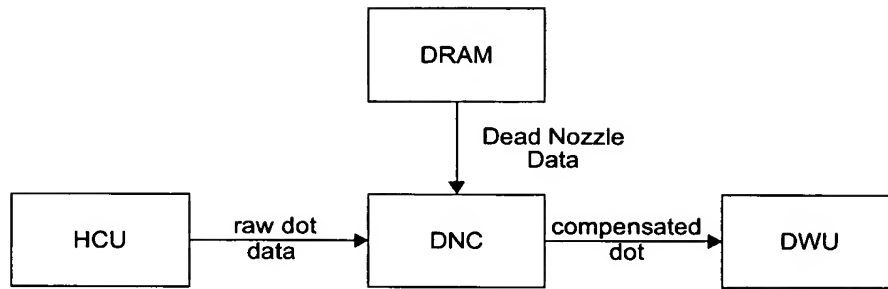 DRAM
Dead Nozzle
Data
HCU
raw dot
data
DNC
compensated
dot
DWU